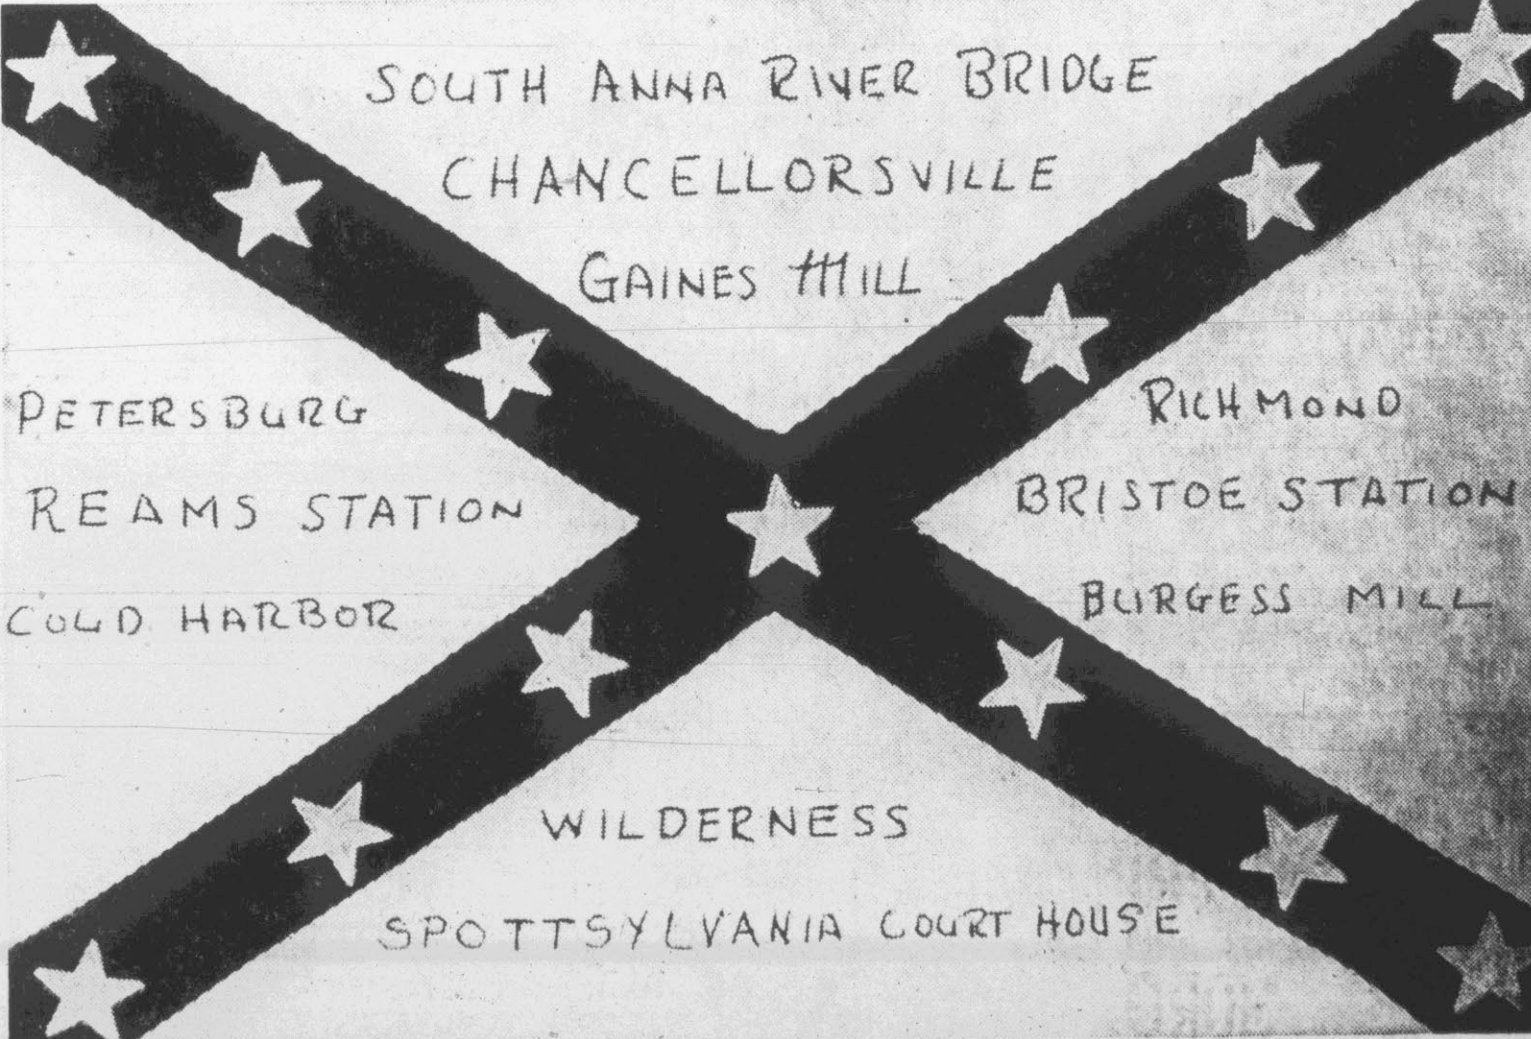 SOUTH ANNA RIVER BRIDGE
CHANCELLORSVILLE
GAINES MILL
PETERSBURG
REAMS STATION
COLD HARBOR
RICHMOND
BRISTOE STATION
BURGESS MILL
WILDERNESS
SPOTTSYLVANIA COURT HOUSE